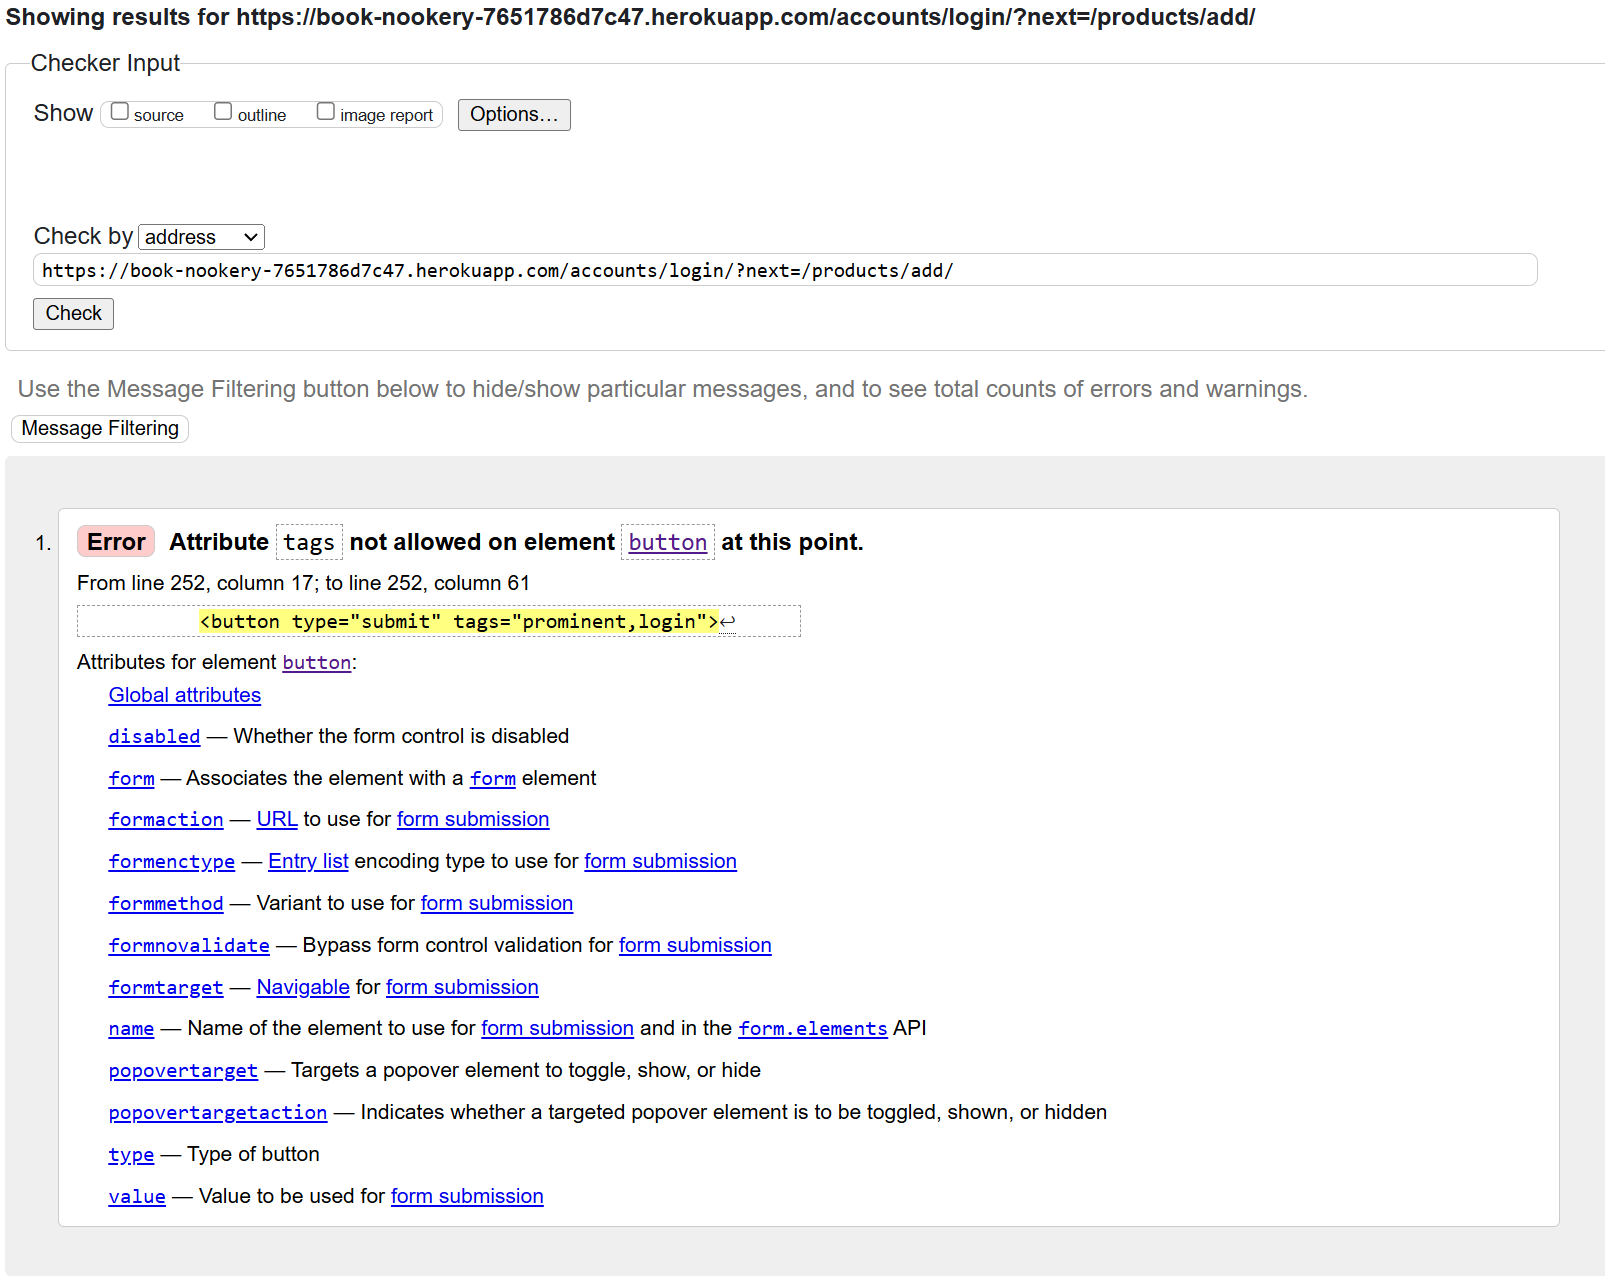 Showing results for https://book-nookery-7651786d7c47.herokuapp.com/accounts/login/?next=/products/add/
Checker Input
Show source outline image report Options...
Check by address
https://book-nookery-7651786d7c47.herokuapp.com/accounts/login/?next=/products/add/
Check
Use the Message Filtering button below to hide/show particular messages, and to see total counts of errors and warnings.
Message Filtering
1. Error Attribute tags not allowed on element button at this point.
From line 252, column 17; to line 252, column 61
<button type="submit" tags="prominent,login">↩
Attributes for element button:
Global attributes
disabled — Whether the form control is disabled
form — Associates the element with a form element
formaction — URL to use for form submission
formenctype — Entry list encoding type to use for form submission
formmethod — Variant to use for form submission
formnovalidate — Bypass form control validation for form submission
formtarget — Navigable for form submission
name — Name of the element to use for form submission and in the form.elements API
popovertarget — Targets a popover element to toggle, show, or hide
popovertargetaction — Indicates whether a targeted popover element is to be toggled, shown, or hidden
type — Type of button
value — Value to be used for form submission